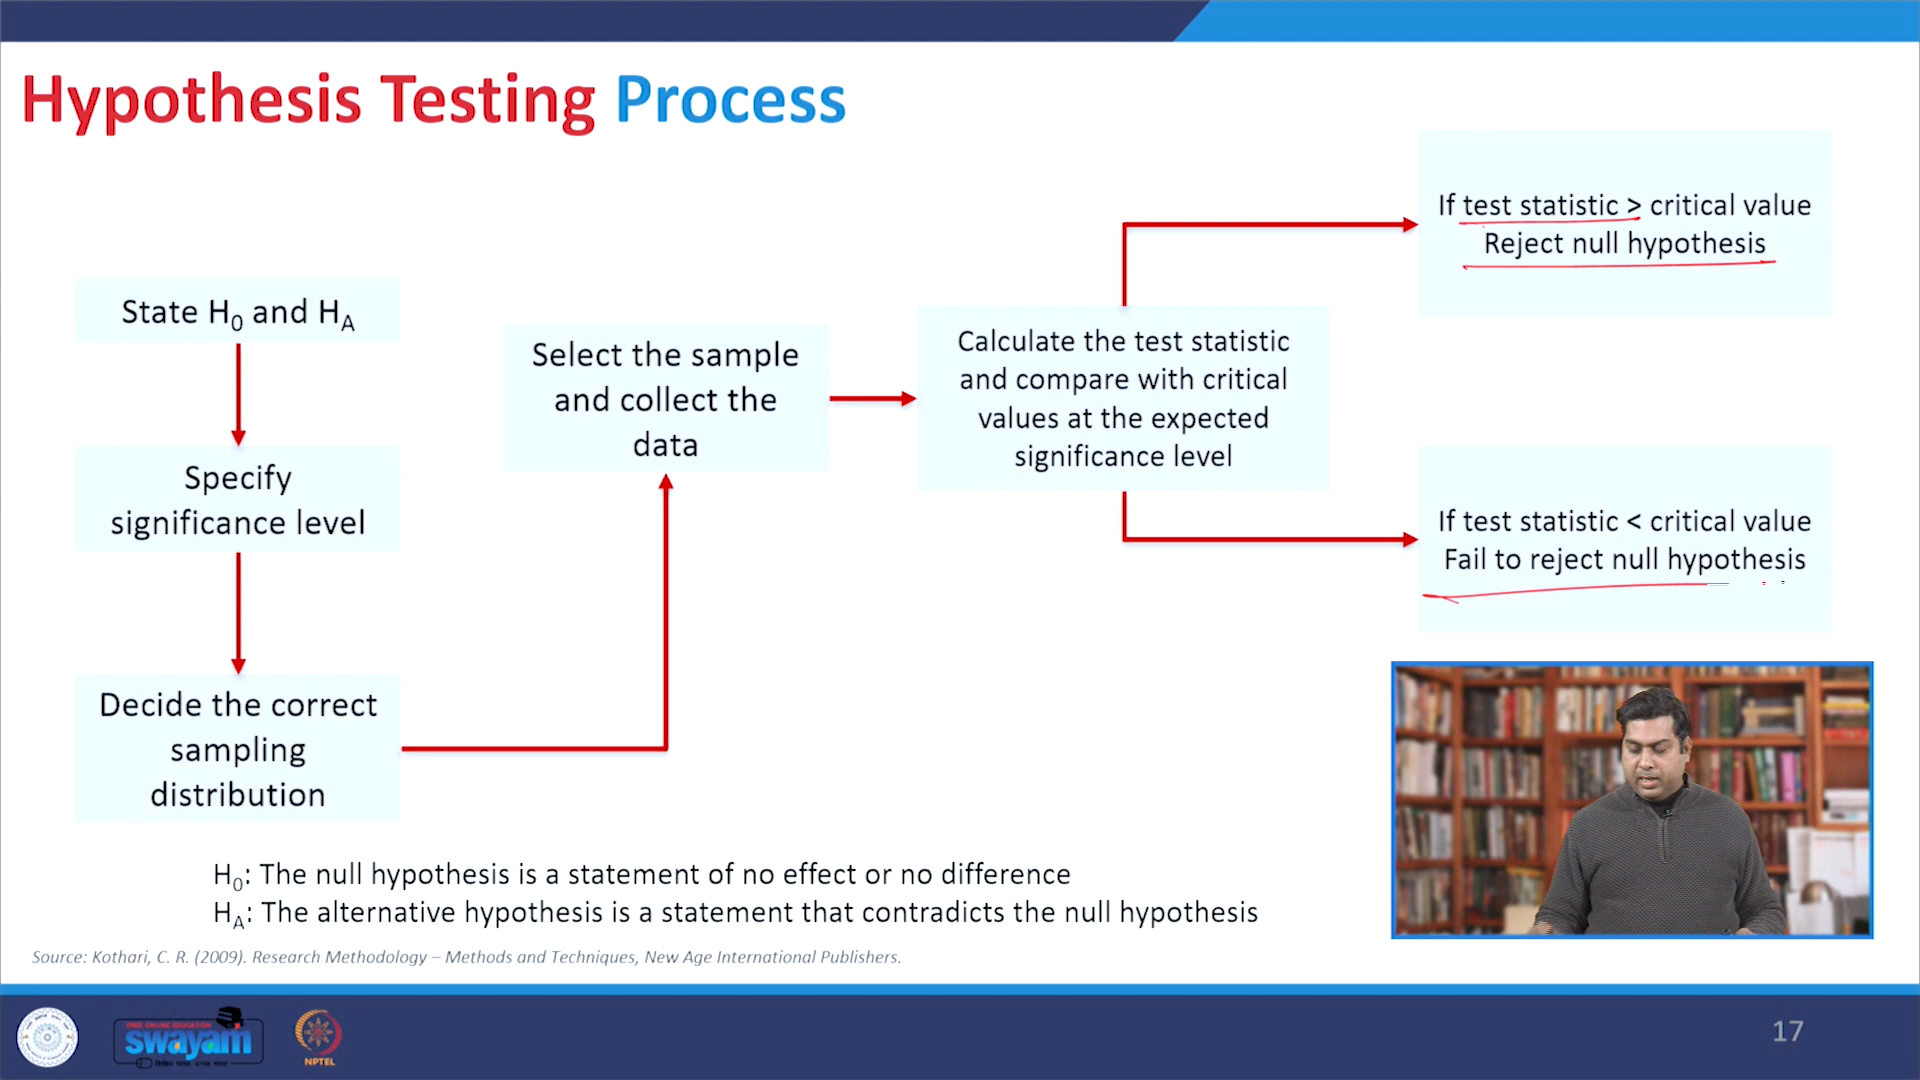 Hypothesis Testing Process
State H₀ and Hₐ
Specify
significance level
Decide the correct
sampling
distribution
Select the sample
and collect the
data
Calculate the test statistic
and compare with critical
values at the expected
significance level
If test statistic > critical value
Reject null hypothesis
If test statistic < critical value
Fail to reject null hypothesis
H₀: The null hypothesis is a statement of no effect or no difference
Hₐ: The alternative hypothesis is a statement that contradicts the null hypothesis
Source: Kothari, C. R. (2009). Research Methodology – Methods and Techniques, New Age International Publishers.
FREE ONLINE EDUCATION
swayam
NPTEL
17